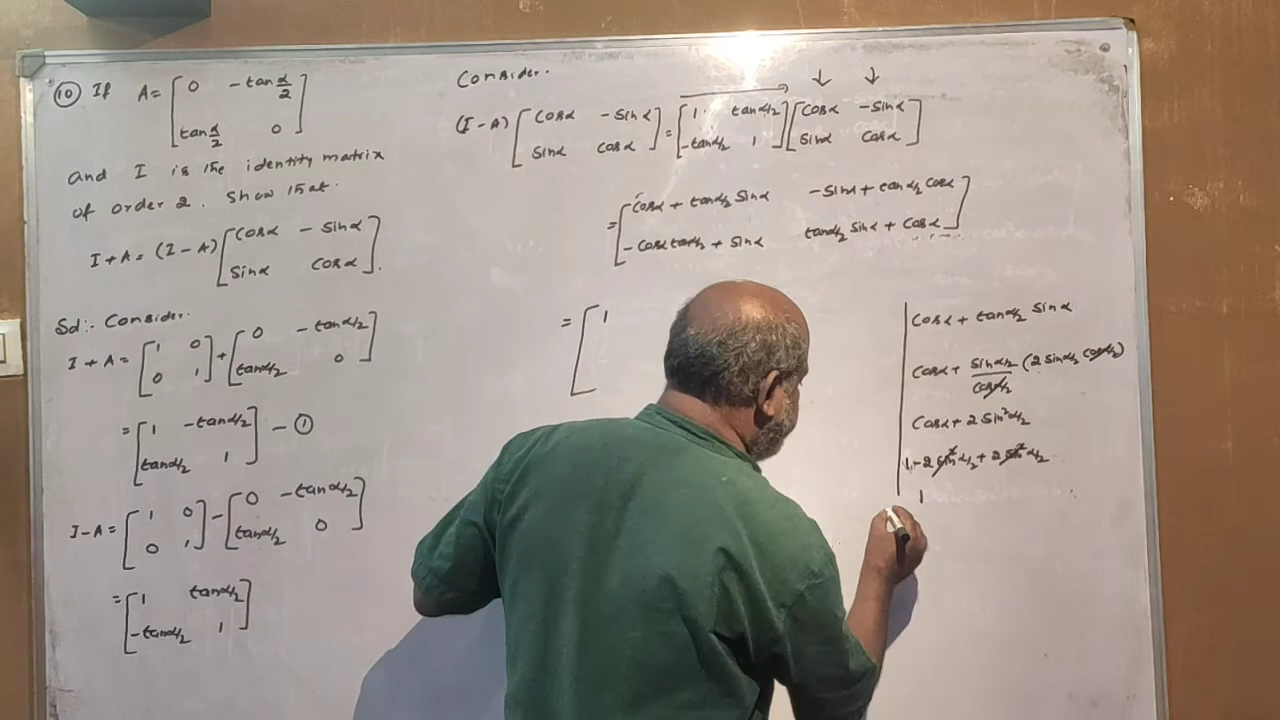 (10) If A = [ 0 -tan α/2
tan α/2 0 ]
and I is the identity matrix
of order 2. Show that.
I + A = (I - A) [ cos α - sin α
sin α cos α ].
Sol:- Consider.
I + A = [ 1 0 ; 0 1 ] + [ 0 - tan α/2 ; tan α/2 0 ]
= [ 1 -tan α/2 ; tan α/2 1 ] - (1)
I - A = [ 1 0 ; 0 1 ] - [ 0 -tan α/2 ; tan α/2 0 ]
= [ 1 tan α/2 ; -tan α/2 1 ]
Consider.
(I - A) [ cos α - sin α ; sin α cos α ] = [ 1 tan α/2 ; -tan α/2 1 ] [ cos α - sin α ; sin α cos α ]
= [ cos α + tan α/2 sin α -sin α + tan α/2 cos α ; - cos α tan α/2 + sin α tan α/2 sin α + cos α ]
= [ 1
cos α + tan α/2 sin α
cos α + sin α/2 / cos α/2 (2 sin α/2 cos α/2)
cos α + 2 sin² α/2
1 - 2 sin² α/2 + 2 sin² α/2
1